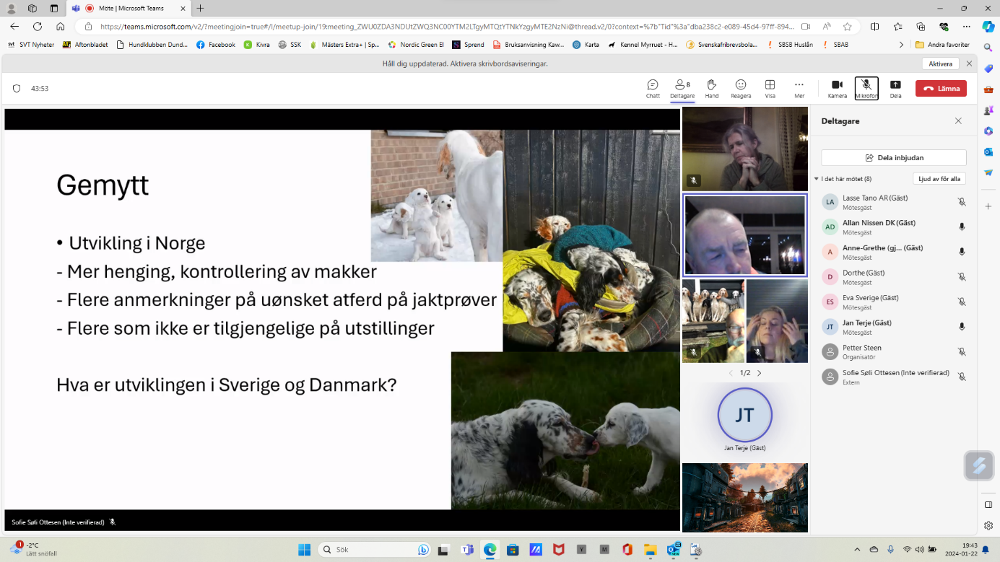 Möte | Microsoft Teams
https://teams.microsoft.com/v2/?meetingjoin=true#/l/meetup-join/19:meeting_ZWU0ZDA3NDUtZWQ3NC00YTM2LTgyMTQtYTNkYzgyMTE2NzNi@thread.v2/0?context=%7b"Tid"%3a"dba238c2-e089-45d4-97ff-894...
SVT Nyheter
Aftonbladet
Hundklubben Dund...
Facebook
Kivra
SSK
Mästers Extra+ | Sp...
Nordic Green El
Sprend
Bruksanvisning Kaw...
Karta
Kennel Myrruet - H...
Svenskafribrevsbola...
SBSB Huslån
SBAB
Andra favoriter
Håll dig uppdaterad. Aktivera skrivbordsaviseringar.
Aktivera
43:53
Chatt
Deltagare
8
Hand
Reagera
Visa
Mer
Kamera
Mikrofon
Dela
Lämna
Gemytt
• Utvikling i Norge
- Mer henging, kontrollering av makker
- Flere anmerkninger på uønsket atferd på jaktprøver
- Flere som ikke er tilgjengelige på utstillinger
Hva er utviklingen i Sverige og Danmark?
Sofie Søli Ottesen (Inte verifierad)
1/2
JT
Jan Terje (Gäst)
Deltagare
Dela inbjudan
I det här mötet (8)
Ljud av för alla
LA
Lasse Tano AR (Gäst)
Mötesgäst
AD
Allan Nissen DK (Gäst)
Mötesgäst
A
Anne-Grethe (gj... (Gäst)
Mötesgäst
D
Dorthe (Gäst)
Mötesgäst
ES
Eva Sverige (Gäst)
Mötesgäst
JT
Jan Terje (Gäst)
Mötesgäst
Petter Steen
Organisatör
Sofie Søli Ottesen (Inte verifierad)
Extern
1
-2°C
Lätt snöfall
Sök
19:43
2024-01-22